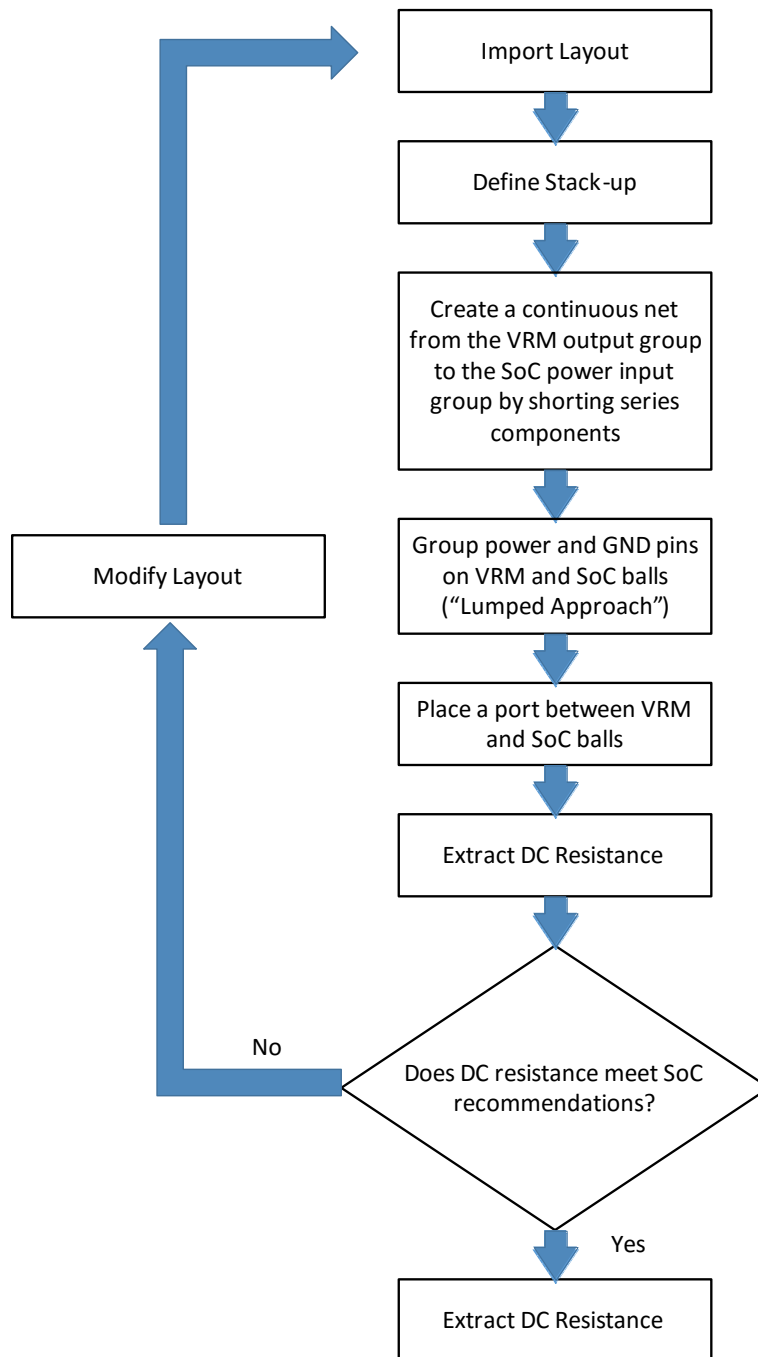 Import Layout
Define Stack-up
Create a continuous net
from the VRM output group
to the SoC power input
group by shorting series
components
Group power and GND pins
on VRM and SoC balls
(“Lumped Approach”)
Modify Layout
Place a port between VRM
and SoC balls
Extract DC Resistance
No
Does DC resistance meet SoC
recommendations?
Yes
Extract DC Resistance